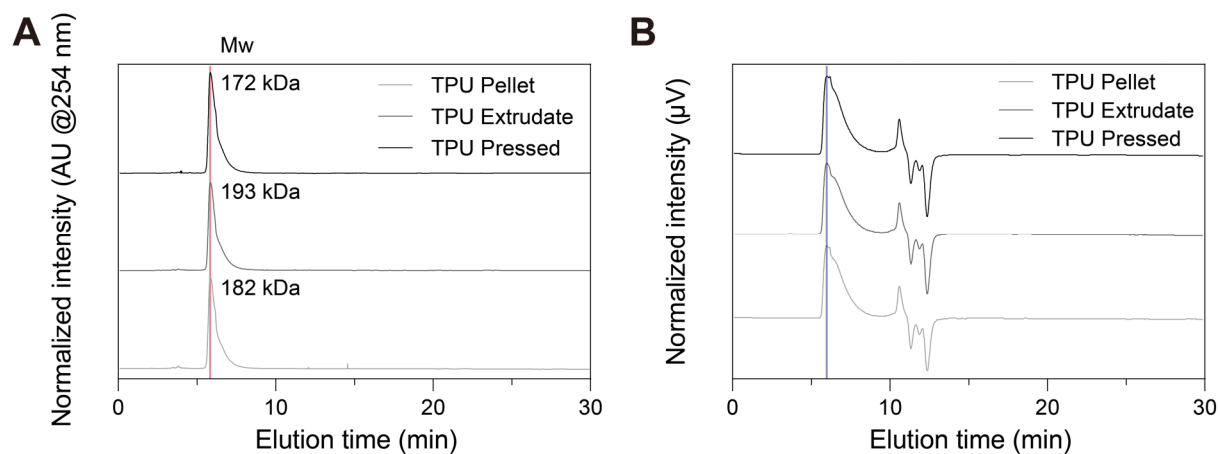 A
Mw
Normalized intensity (AU @254 nm)
172 kDa
193 kDa
182 kDa
TPU Pellet
TPU Extrudate
TPU Pressed
0
10
20
30
Elution time (min)
B
Normalized intensity (µV)
TPU Pellet
TPU Extrudate
TPU Pressed
0
10
20
30
Elution time (min)